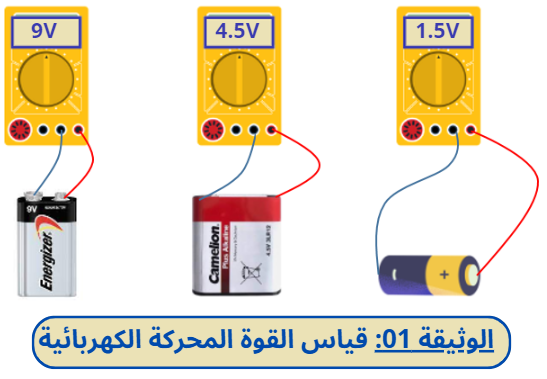 9V
4.5V
1.5V
9V
Energizer
Camelion
Plus Alkaline
4.5V 3LR12
+
الوثيقة 01: قياس القوة المحركة الكهربائية